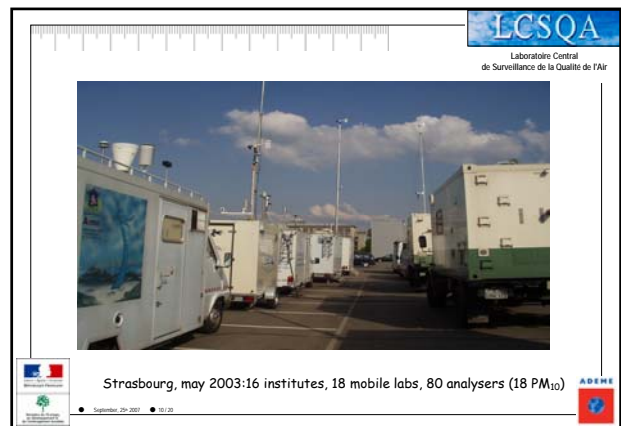 LCSQA
Laboratoire Central
de Surveillance de la Qualité de l'Air
Strasbourg, may 2003:16 institutes, 18 mobile labs, 80 analysers (18 PM10)
ADEME
● September, 25th 2007 ● 10 / 20